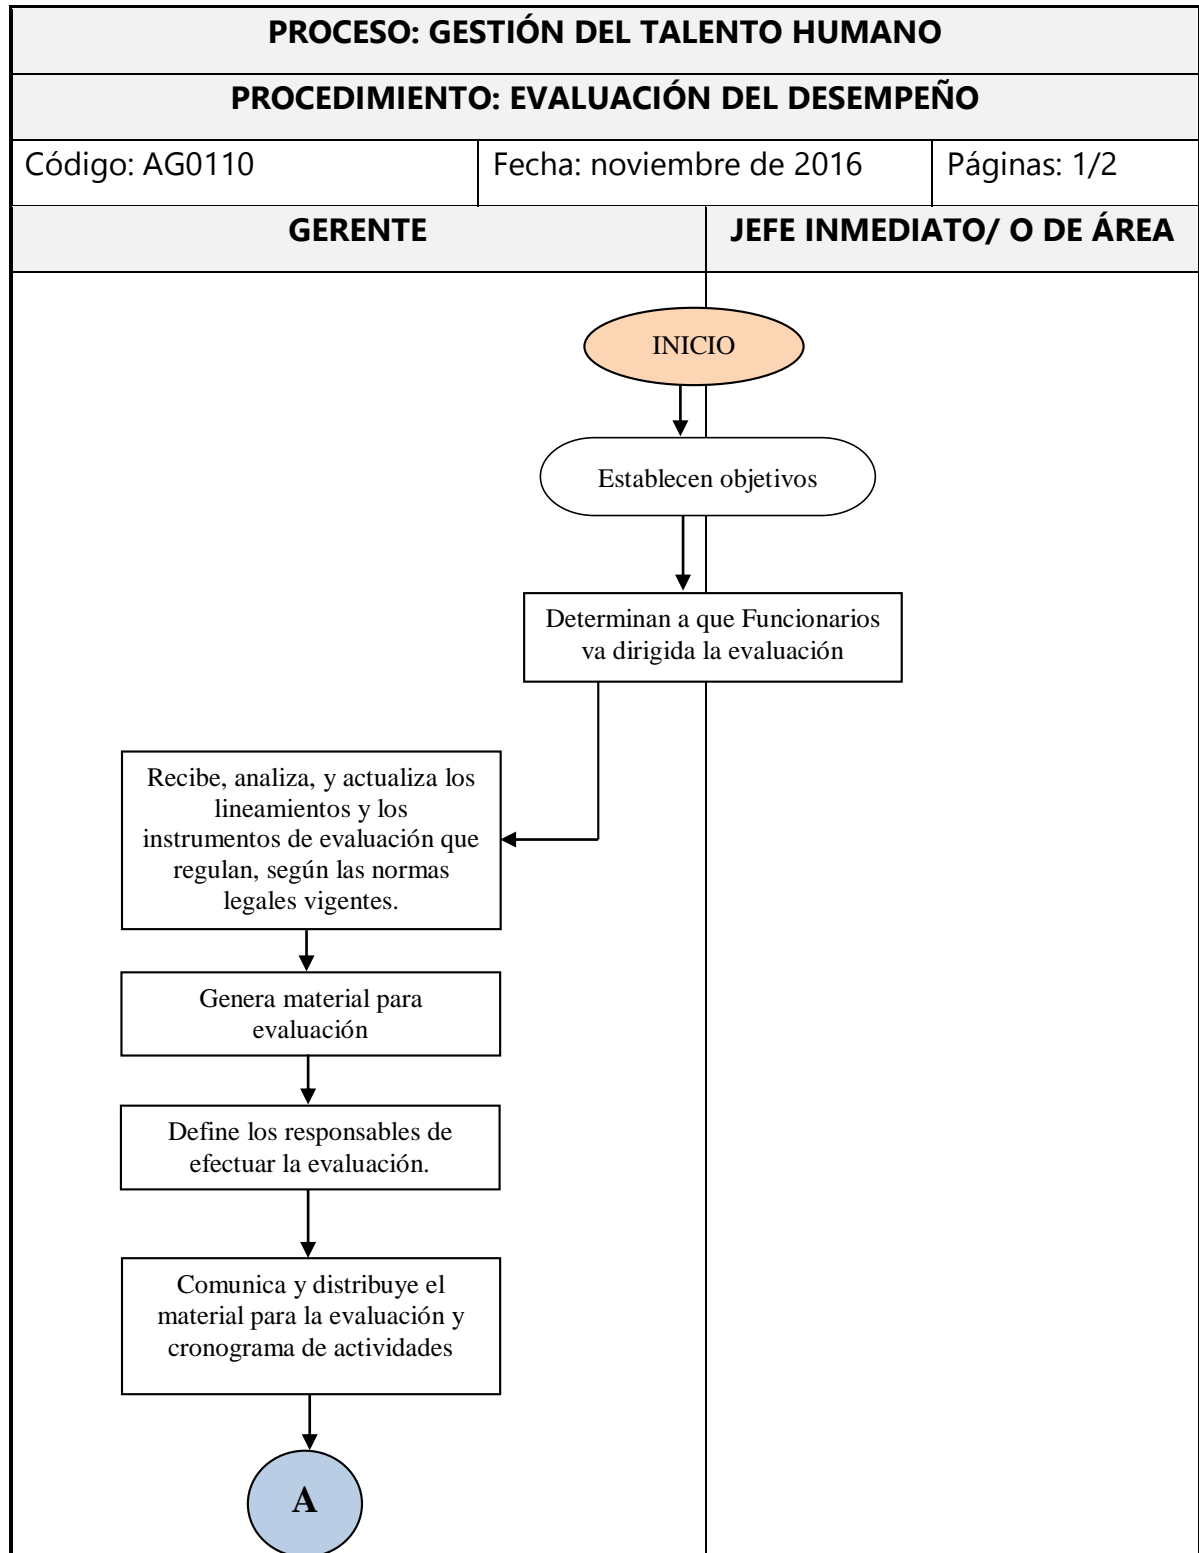 PROCESO: GESTIÓN DEL TALENTO HUMANO
PROCEDIMIENTO: EVALUACIÓN DEL DESEMPEÑO
Código: AG0110
Fecha: noviembre de 2016
Páginas: 1/2
GERENTE
JEFE INMEDIATO/ O DE ÁREA
INICIO
Establecen objetivos
Determinan a que Funcionarios
va dirigida la evaluación
Recibe, analiza, y actualiza los
lineamientos y los
instrumentos de evaluación que
regulan, según las normas
legales vigentes.
Genera material para
evaluación
Define los responsables de
efectuar la evaluación.
Comunica y distribuye el
material para la evaluación y
cronograma de actividades
A